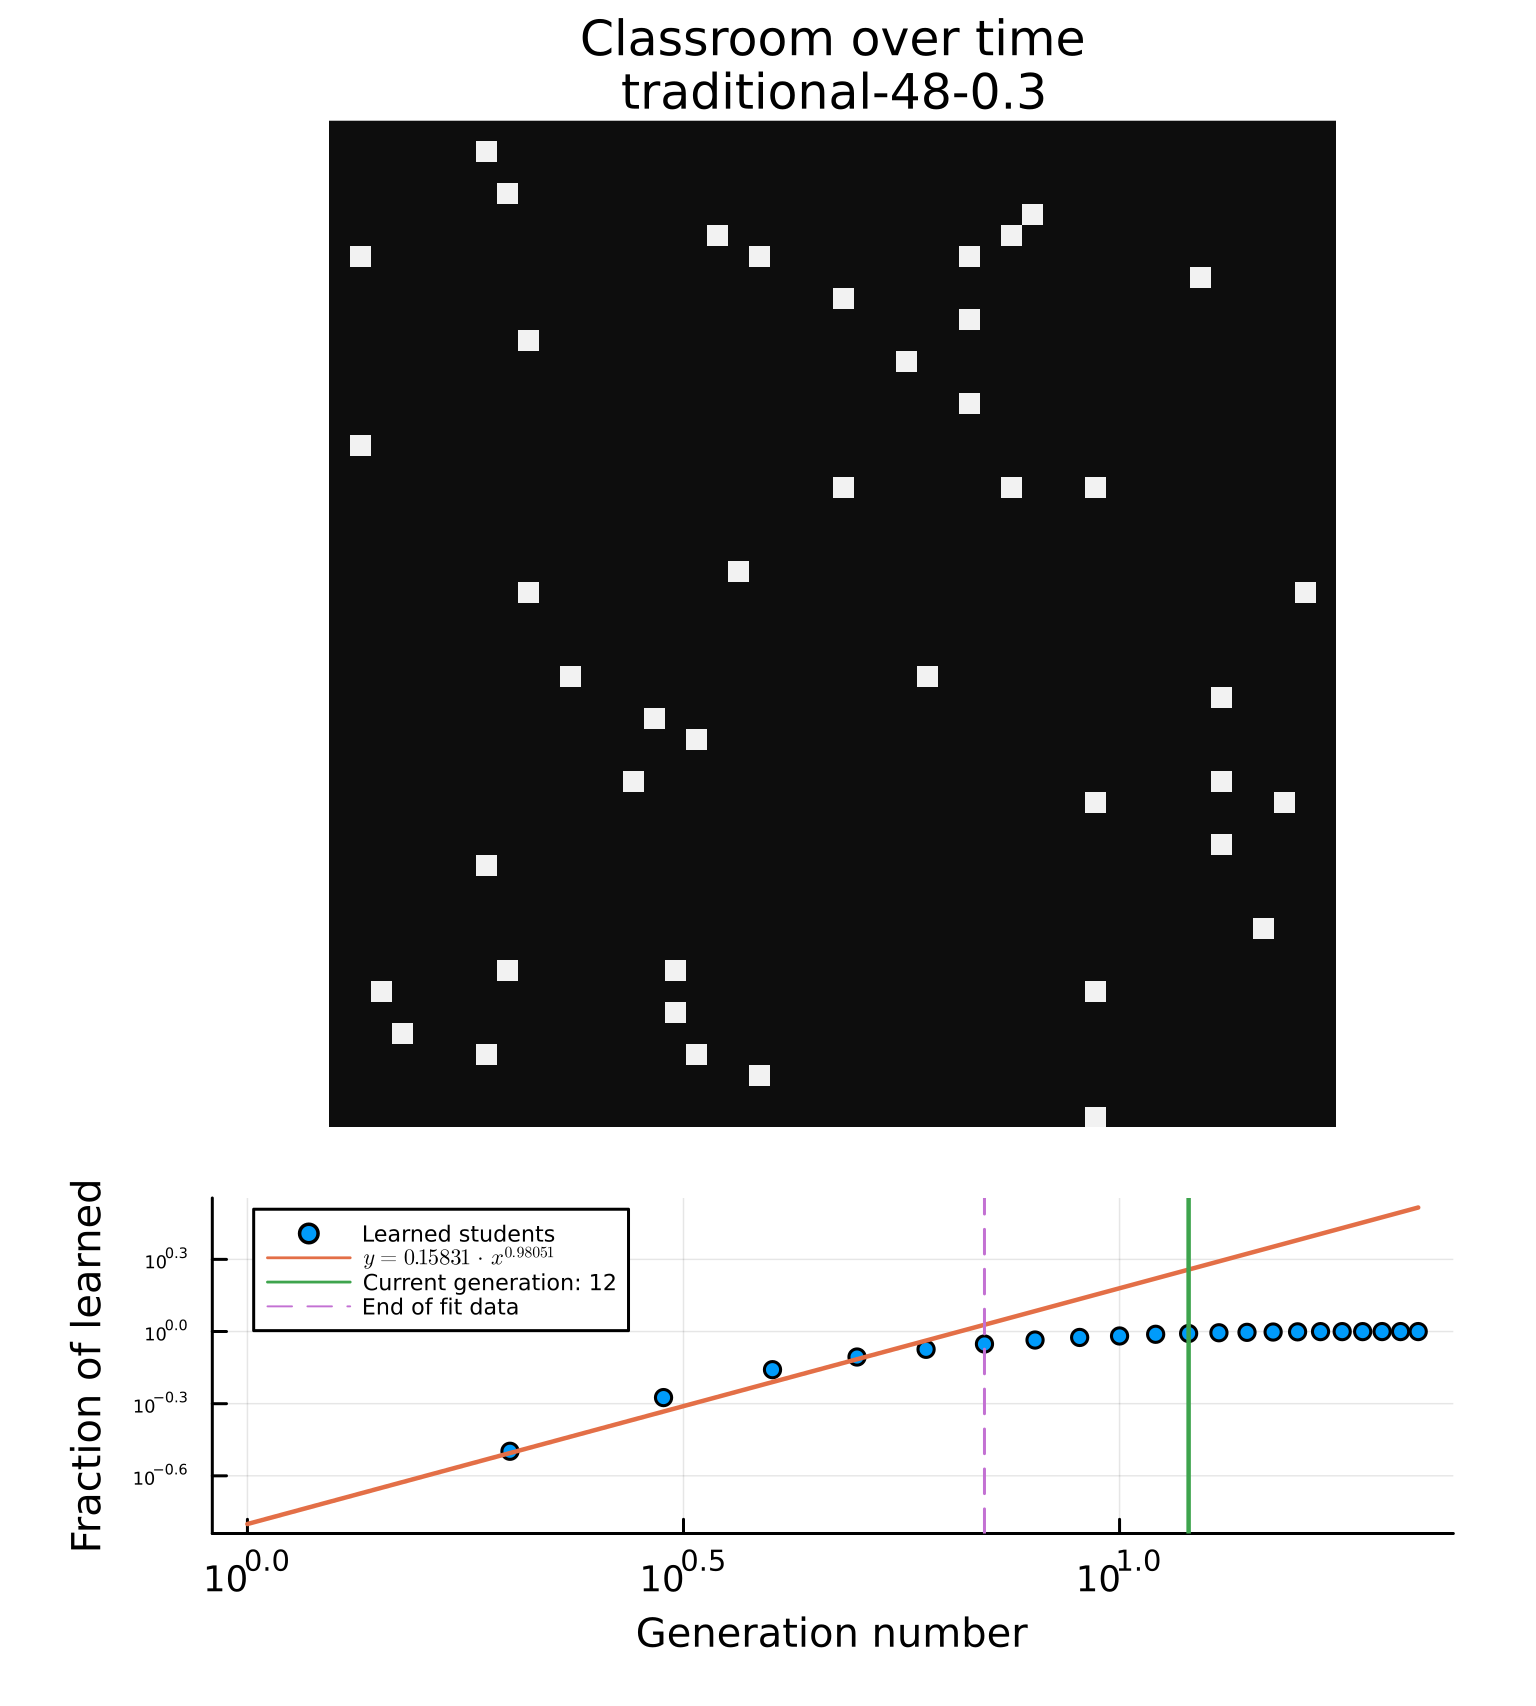 Classroom over time
traditional-48-0.3
Fraction of learned
10^0.3
10^0.0
10^−0.3
10^−0.6
Learned students
y = 0.15831 · x^0.98051
Current generation: 12
End of fit data
10^0.0 10^0.5 10^1.0
Generation number